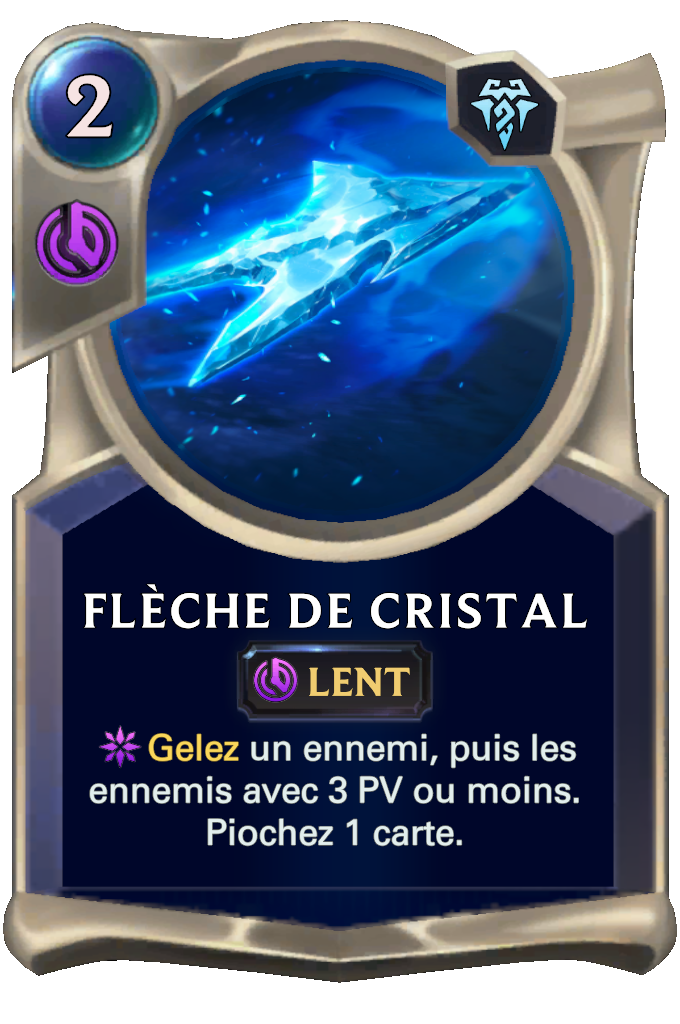 2
FLÈCHE DE CRISTAL
LENT
Gelez un ennemi, puis les
ennemis avec 3 PV ou moins.
Piochez 1 carte.